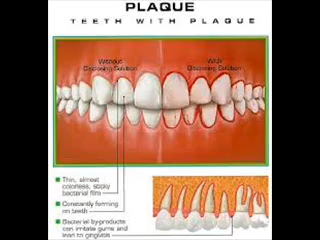 PLAQUE
TEETH WITH PLAQUE
Without
Disclosing Solution
With
Disclosing Solution
Thin, almost
colorless, sticky
bacterial film
Constantly forming
on teeth
Bacterial by-products
can irritate gums and
lead to gingivitis